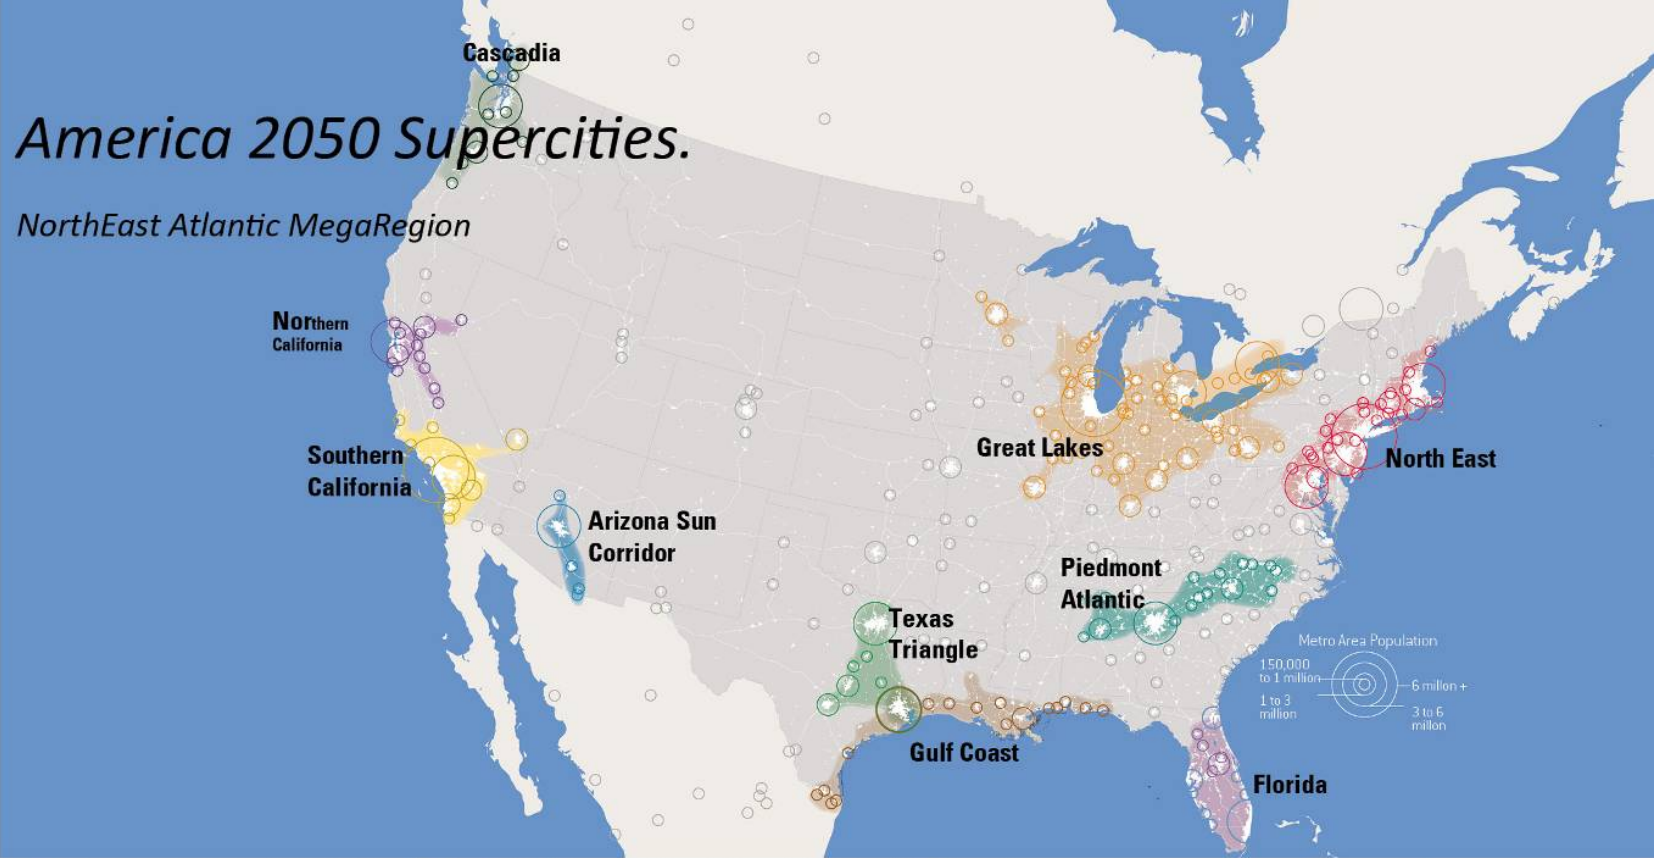 Cascadia
America 2050 Supercities.
NorthEast Atlantic MegaRegion
Northern
California
Southern
California
Great Lakes
North East
Arizona Sun
Corridor
Piedmont
Atlantic
Texas
Triangle
Metro Area Population
150,000
to 1 million
1 to 3
million
6 millon +
3 to 6
millon
Gulf Coast
Florida